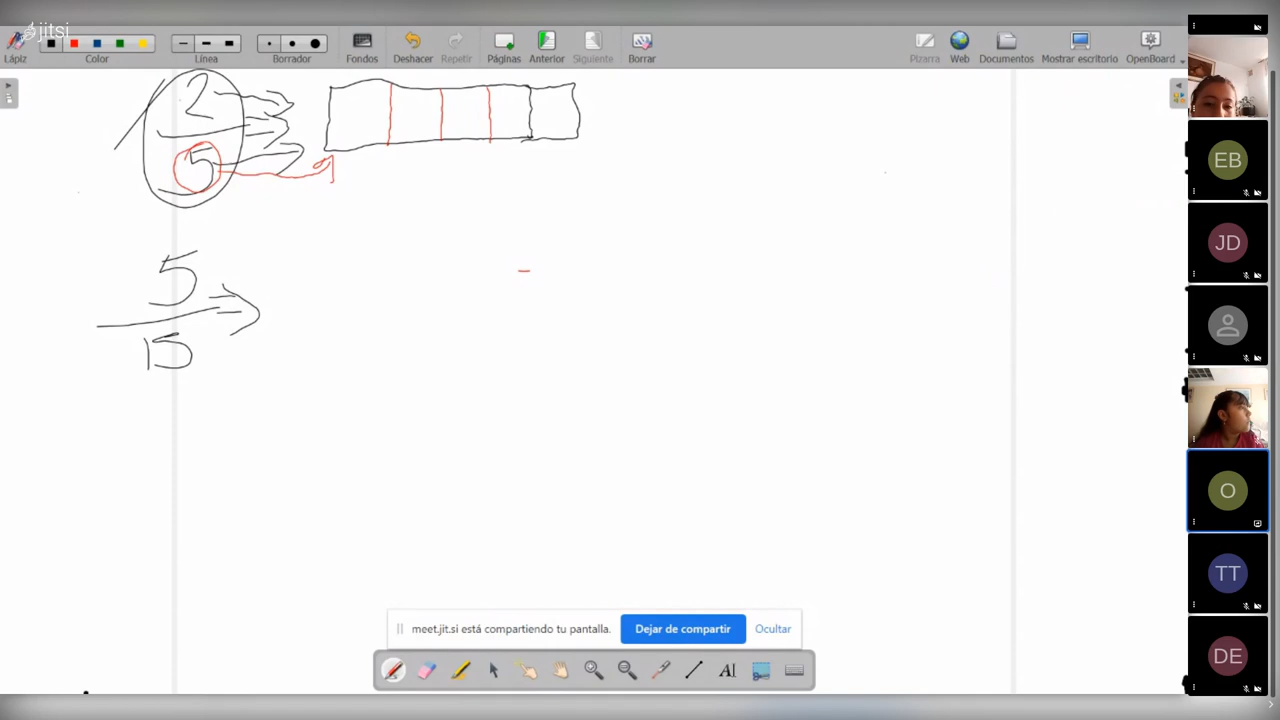 jitsi
Lápiz Color Línea Borrador Fondos Deshacer Repetir Páginas Anterior Siguiente Borrar Pizarra Web Documentos Mostrar escritorio OpenBoard
2
5
5
15
meet.jit.si está compartiendo tu pantalla. Dejar de compartir Ocultar
AI
EB
JD
O
TT
DE